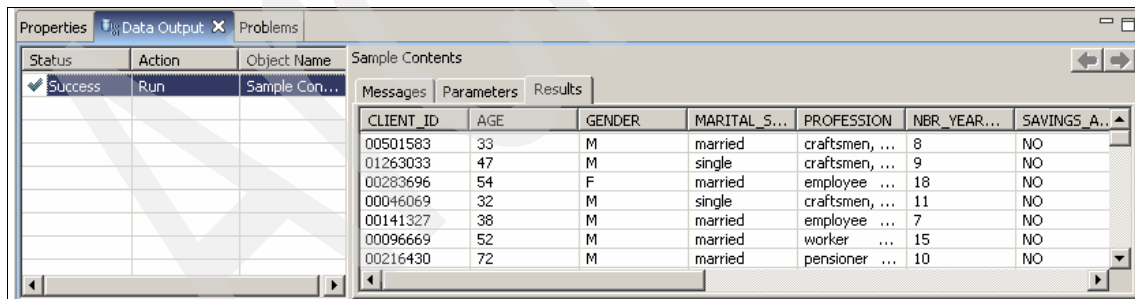 Properties Data Output Problems
Status Action Object Name
Success Run Sample Con...
Sample Contents
Messages Parameters Results
CLIENT_ID AGE GENDER MARITAL_S... PROFESSION NBR_YEAR... SAVINGS_A...
00501583 33 M married craftsmen, ... 8 NO
01263033 47 M single craftsmen, ... 9 NO
00283696 54 F married employee ... 18 NO
00046069 32 M single craftsmen, ... 11 NO
00141327 38 M married employee ... 7 NO
00096669 52 M married worker ... 15 NO
00216430 72 M married pensioner ... 10 NO